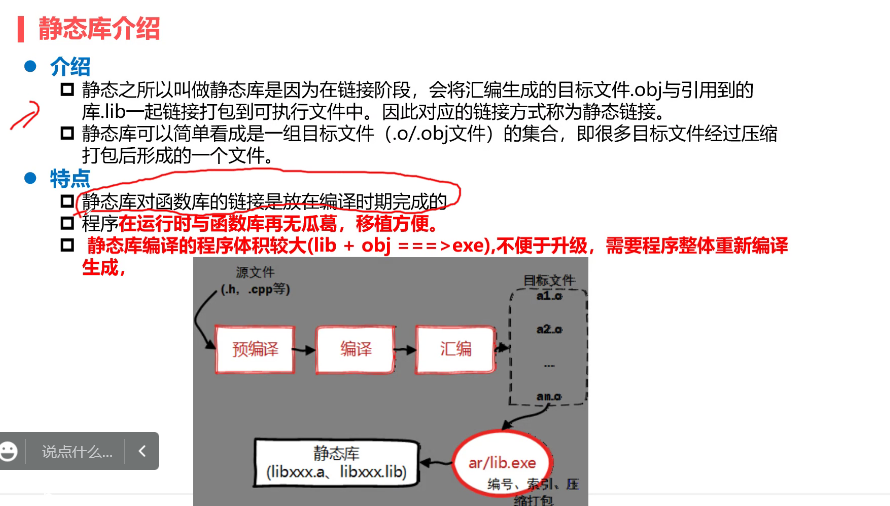 静态库介绍
介绍
静态之所以叫做静态库是因为在链接阶段，会将汇编生成的目标文件.obj与引用到的
库.lib一起链接打包到可执行文件中。因此对应的链接方式称为静态链接。
静态库可以简单看成是一组目标文件（.o/.obj文件）的集合，即很多目标文件经过压缩
打包后形成的一个文件。
特点
静态库对函数库的链接是放在编译时期完成的
程序在运行时与函数库再无瓜葛，移植方便。
静态库编译的程序体积较大(lib + obj ===>exe),不便于升级，需要程序整体重新编译
生成，
源文件
(.h，.cpp等)
目标文件
a1.o
a2.o
...
an.o
预编译
编译
汇编
静态库
(libxxx.a、libxxx.lib)
ar/lib.exe
编号、索引、压
缩打包
说点什么...